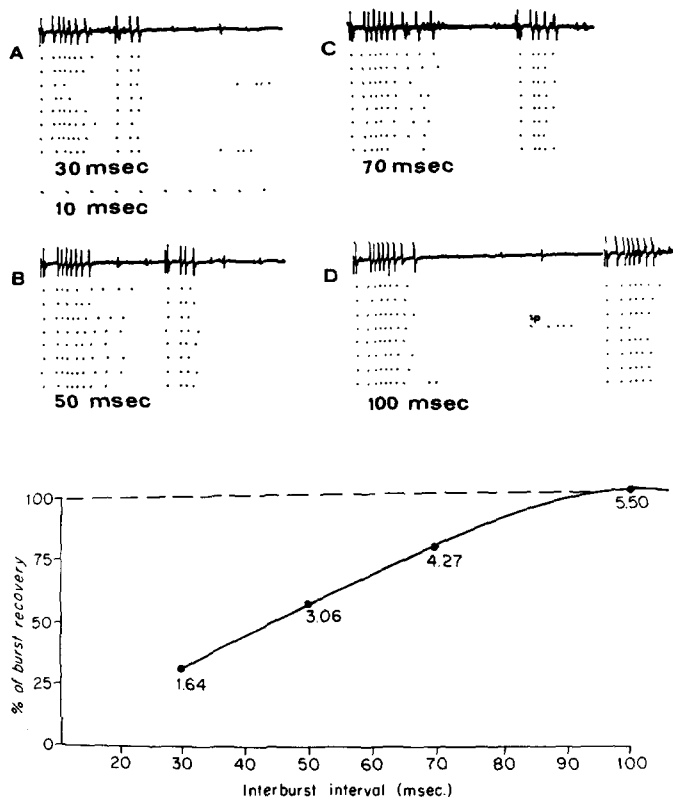 A
30 msec
10 msec
B
50 msec
C
70 msec
D
sp
100 msec
% of burst recovery
100
75
50
25
0
1.64
3.06
4.27
5.50
20 30 40 50 60 70 80 90 100
Interburst interval (msec.)